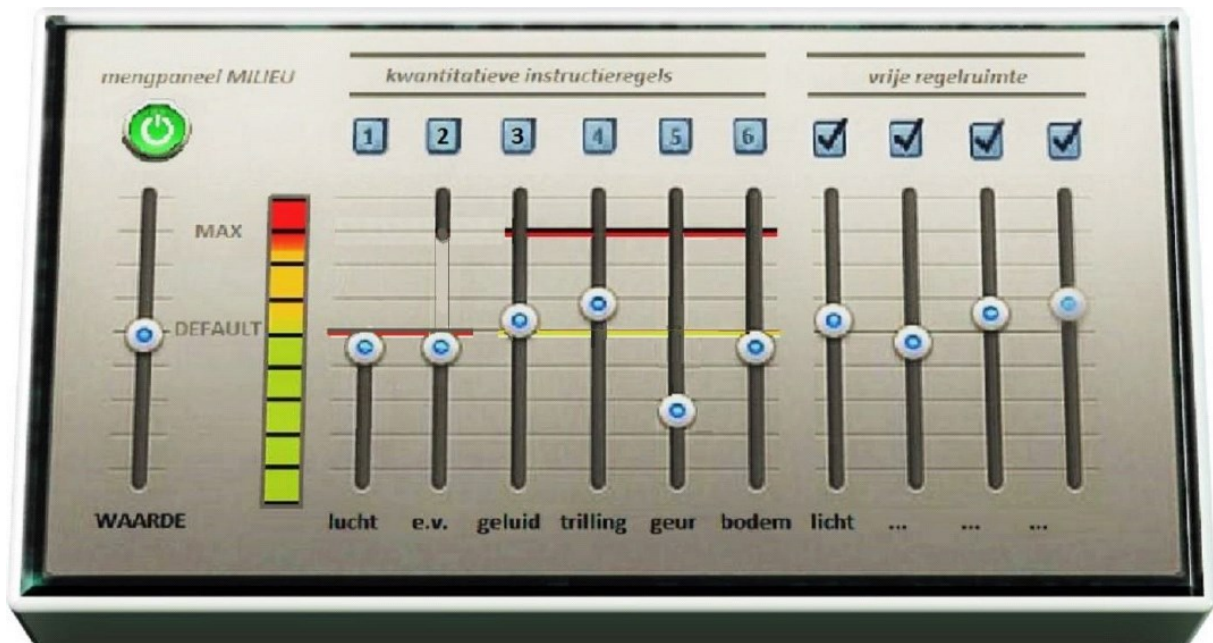 mengpaneel MILIEU
kwantitatieve instructieregels
vrije regelruimte
1 2 3 4 5 6
MAX
DEFAULT
WAARDE
lucht e.v. geluid trilling geur bodem licht ... ... ...